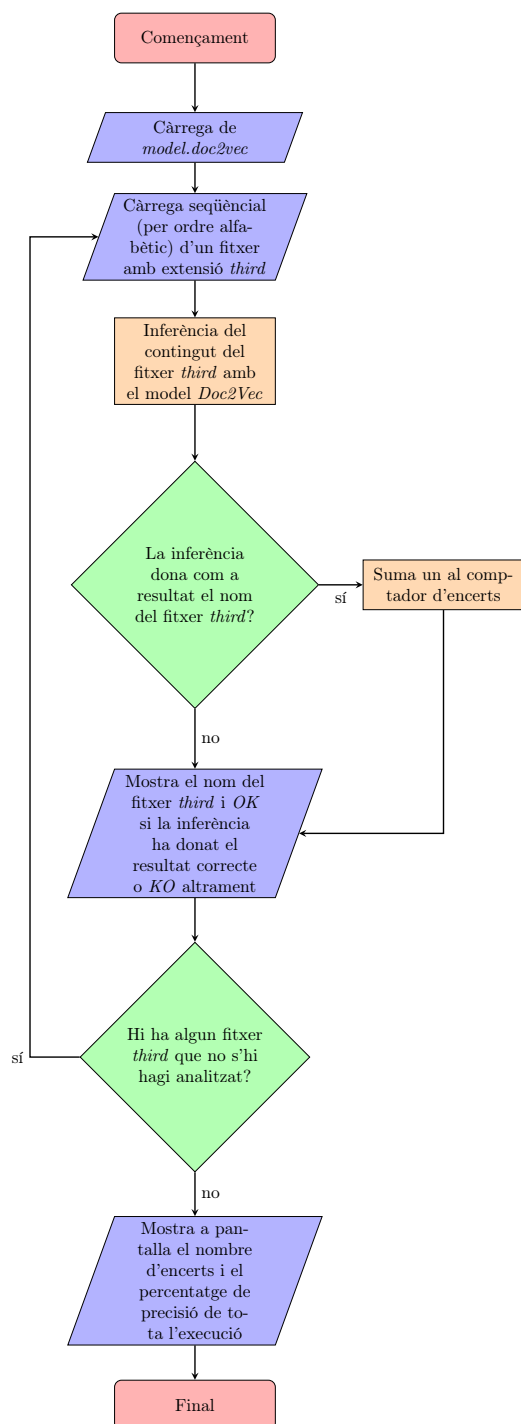 Començament
Càrrega de
model.doc2vec
Càrrega seqüèncial
(per ordre alfa-
bètic) d'un fitxer
amb extensió third
Inferència del
contingut del
fitxer third amb
el model Doc2Vec
La inferència
dona com a
resultat el nom
del fitxer third?
sí
Suma un al comp-
tador d'encerts
no
Mostra el nom del
fitxer third i OK
si la inferència
ha donat el
resultat correcte
o KO altrament
Hi ha algun fitxer
third que no s'hi
hagi analitzat?
sí
no
Mostra a pan-
talla el nombre
d'encerts i el
percentatge de
precisió de to-
ta l'execució
Final